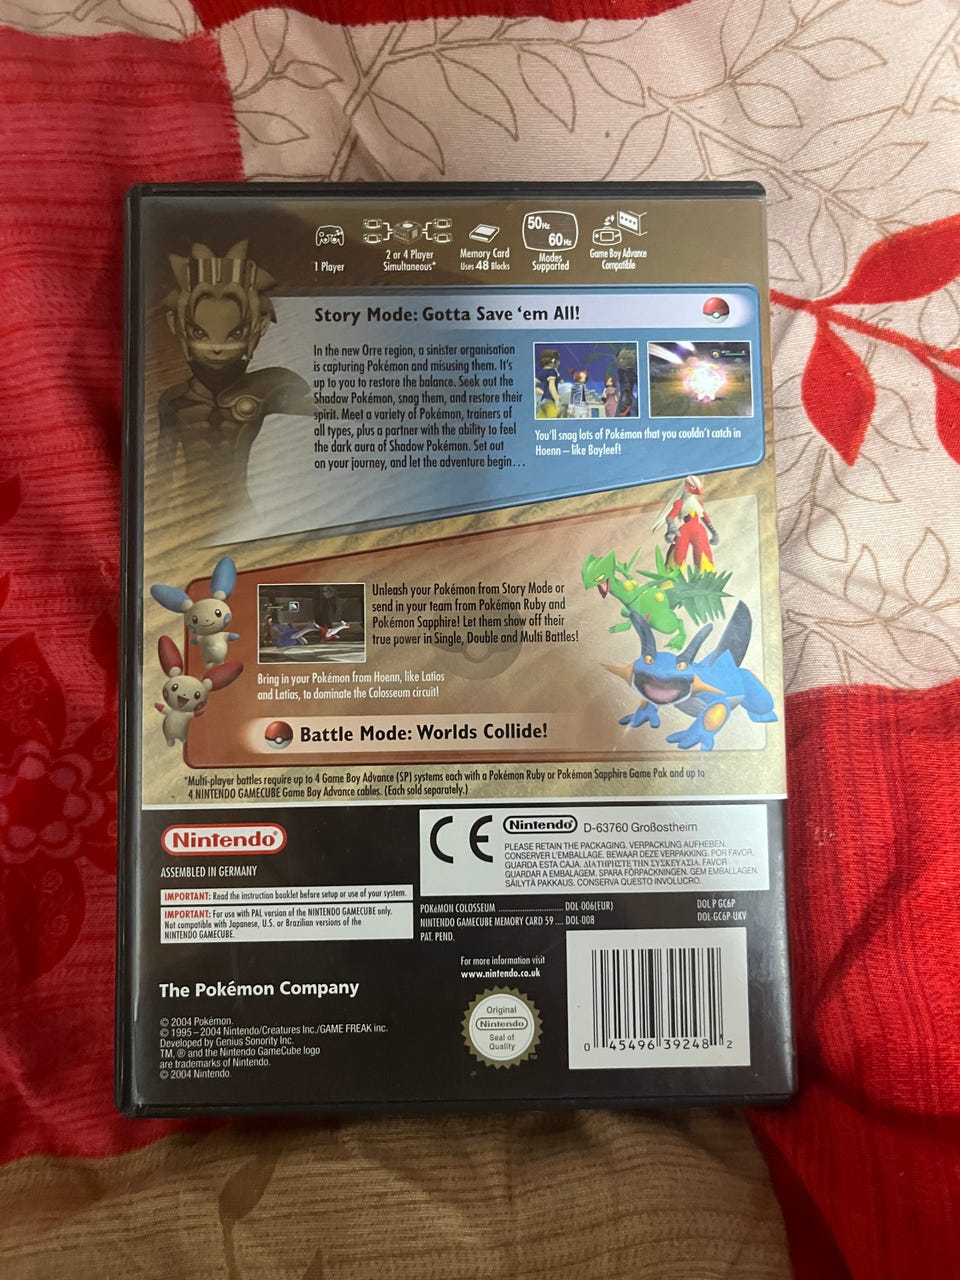 50Hz
60Hz
1 Player
2 or 4 Player
Simultaneous*
Memory Card
Uses 48 Blocks
Modes
Supported
Game Boy Advance
Compatible
Story Mode: Gotta Save 'em All!
In the new Orre region, a sinister organisation
is capturing Pokémon and misusing them. It's
up to you to restore the balance. Seek out the
Shadow Pokémon, snag them, and restore their
spirit. Meet a variety of Pokémon, trainers of
all types, plus a partner with the ability to feel
the dark aura of Shadow Pokémon. Set out
on your journey, and let the adventure begin...
You'll snag lots of Pokémon that you couldn't catch in
Hoenn – like Bayleef!
Unleash your Pokémon from Story Mode or
send in your team from Pokémon Ruby and
Pokémon Sapphire! Let them show off their
true power in Single, Double and Multi Battles!
Bring in your Pokémon from Hoenn, like Latios
and Latias, to dominate the Colosseum circuit!
Battle Mode: Worlds Collide!
*Multi-player battles require up to 4 Game Boy Advance (SP) systems each with a Pokémon Ruby or Pokémon Sapphire Game Pak and up to
4 NINTENDO GAMECUBE Game Boy Advance cables. (Each sold separately.)
Nintendo®
ASSEMBLED IN GERMANY
IMPORTANT: Read the instruction booklet before setup or use of your system.
IMPORTANT: For use with PAL version of the NINTENDO GAMECUBE only.
Not compatible with Japanese, U.S. or Brazilian versions of the
NINTENDO GAMECUBE.
CE
Nintendo® D-63760 Großostheim
PLEASE RETAIN THE PACKAGING. VERPACKUNG AUFHEBEN.
CONSERVER L'EMBALLAGE. BEWAAR DEZE VERPAKKING. POR FAVOR,
GUARDA ESTA CAJA. ΔΙΑΤΗΡΗΣΤΕ ΤΗΝ ΣΥΣΚΕΥΑΣΙΑ. FAVOR
GUARDAR A EMBALAGEM. SPARA FÖRPACKNINGEN. GEM EMBALLAGEN.
SÄILYTÄ PAKKAUS. CONSERVA QUESTO INVOLUCRO.
POKéMON COLOSSEUM ........................ DOL-006(EUR)
NINTENDO GAMECUBE MEMORY CARD 59 .... DOL-008
PAT. PEND.
DOL P GC6P
DOL-GC6P-UKV
For more information visit
www.nintendo.co.uk
The Pokémon Company
© 2004 Pokémon.
© 1995–2004 Nintendo/Creatures Inc./GAME FREAK inc.
Developed by Genius Sonority Inc.
TM, ® and the Nintendo GameCube logo
are trademarks of Nintendo.
© 2004 Nintendo.
Original
Nintendo
Seal of
Quality
TM
0 45496 39248 2